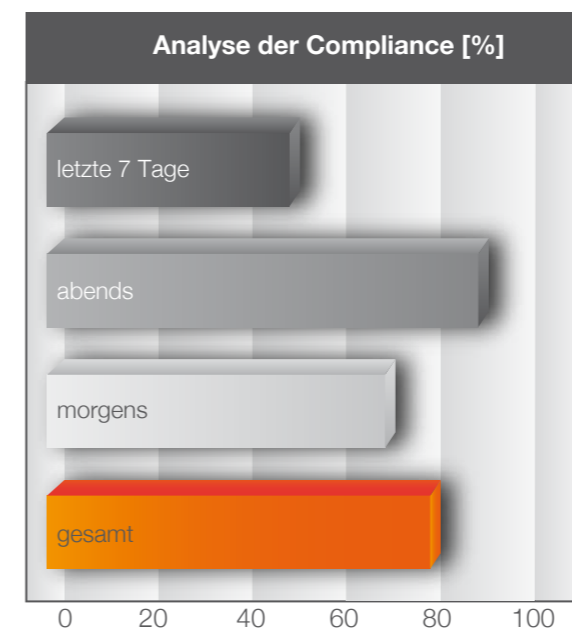 Analyse der Compliance [%]
letzte 7 Tage
abends
morgens
gesamt
0 20 40 60 80 100